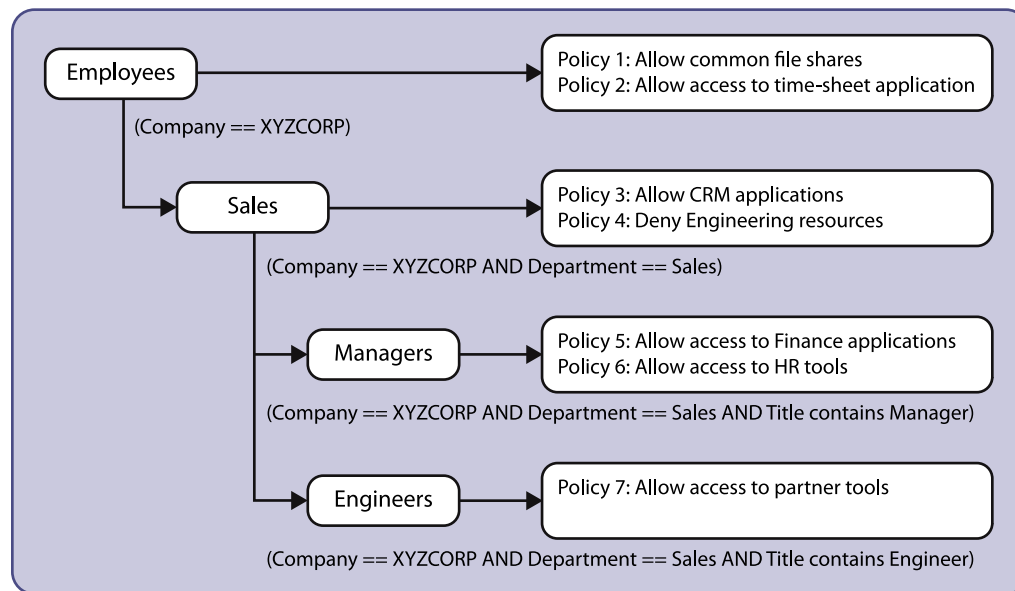 Employees
Policy 1: Allow common file shares
Policy 2: Allow access to time-sheet application
(Company == XYZCORP)
Sales
Policy 3: Allow CRM applications
Policy 4: Deny Engineering resources
(Company == XYZCORP AND Department == Sales)
Managers
Policy 5: Allow access to Finance applications
Policy 6: Allow access to HR tools
(Company == XYZCORP AND Department == Sales AND Title contains Manager)
Engineers
Policy 7: Allow access to partner tools
(Company == XYZCORP AND Department == Sales AND Title contains Engineer)